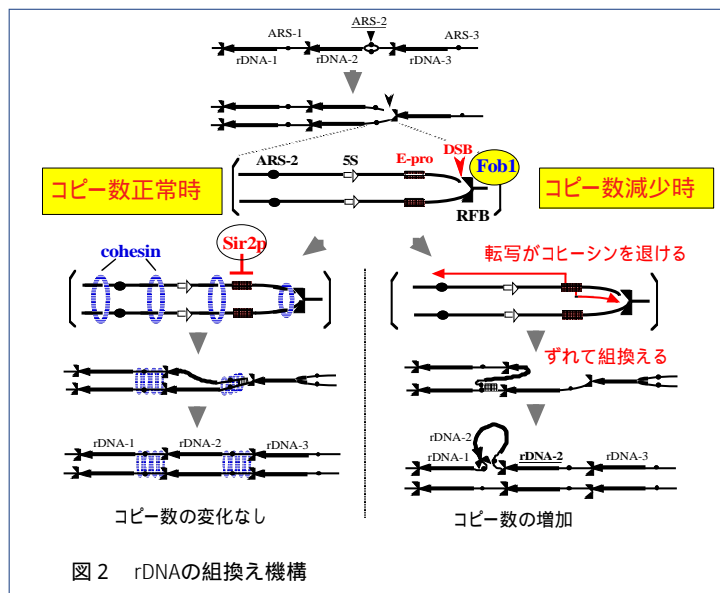 ARS-2
ARS-1 ARS-3
rDNA-1 rDNA-2 rDNA-3
DSB
ARS-2 5S E-pro Fob1
RFB
コピー数正常時
コピー数減少時
cohesin Sir2p
転写がコヒーシンを退ける
ずれて組換える
rDNA-1 rDNA-2 rDNA-3
rDNA-2
rDNA-1 rDNA-2 rDNA-3
コピー数の変化なし
コピー数の増加
図2 rDNAの組換え機構